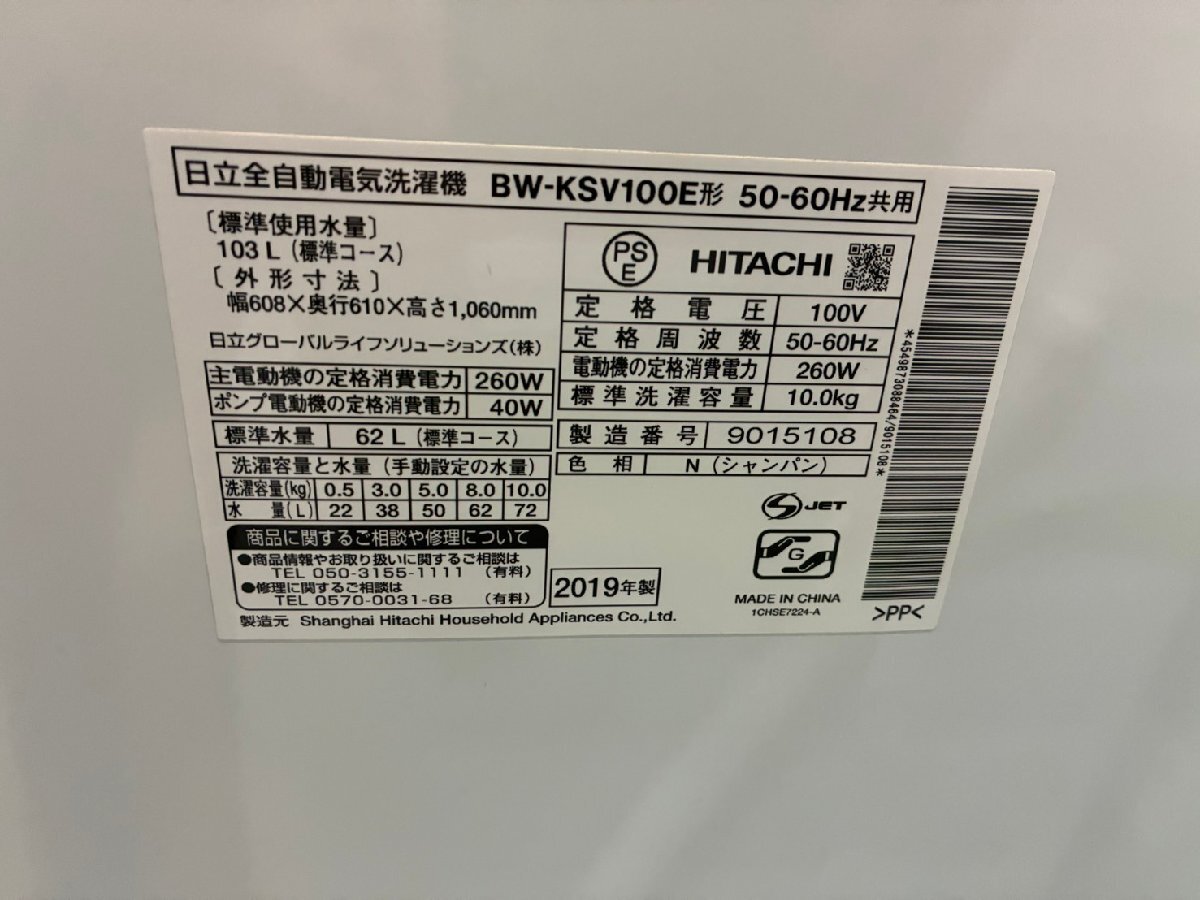 日立全自動電気洗濯機 BW-KSV100E形 50-60Hz共用
〔標準使用水量〕
103 L (標準コース)
〔外形寸法〕
幅608×奥行610×高さ1,060mm
日立グローバルライフソリューションズ(株)
主電動機の定格消費電力 260W
ポンプ電動機の定格消費電力 40W
標準水量 62 L (標準コース)
洗濯容量と水量 (手動設定の水量)
洗濯容量(kg) 0.5 3.0 5.0 8.0 10.0
水量(L) 22 38 50 62 72
商品に関するご相談や修理について
●商品情報やお取り扱いに関するご相談は
TEL 050-3155-1111 (有料)
●修理に関するご相談は
TEL 0570-0031-68 (有料)
2019年製
製造元 Shanghai Hitachi Household Appliances Co.,Ltd.
PS E HITACHI
定格電圧 100V
定格周波数 50-60Hz
電動機の定格消費電力 260W
標準洗濯容量 10.0kg
製造番号 9015108
色相 N (シャンパン)
S JET
G
MADE IN CHINA
1CHSE7224-A
>PP<
*4549873088464/9015108*